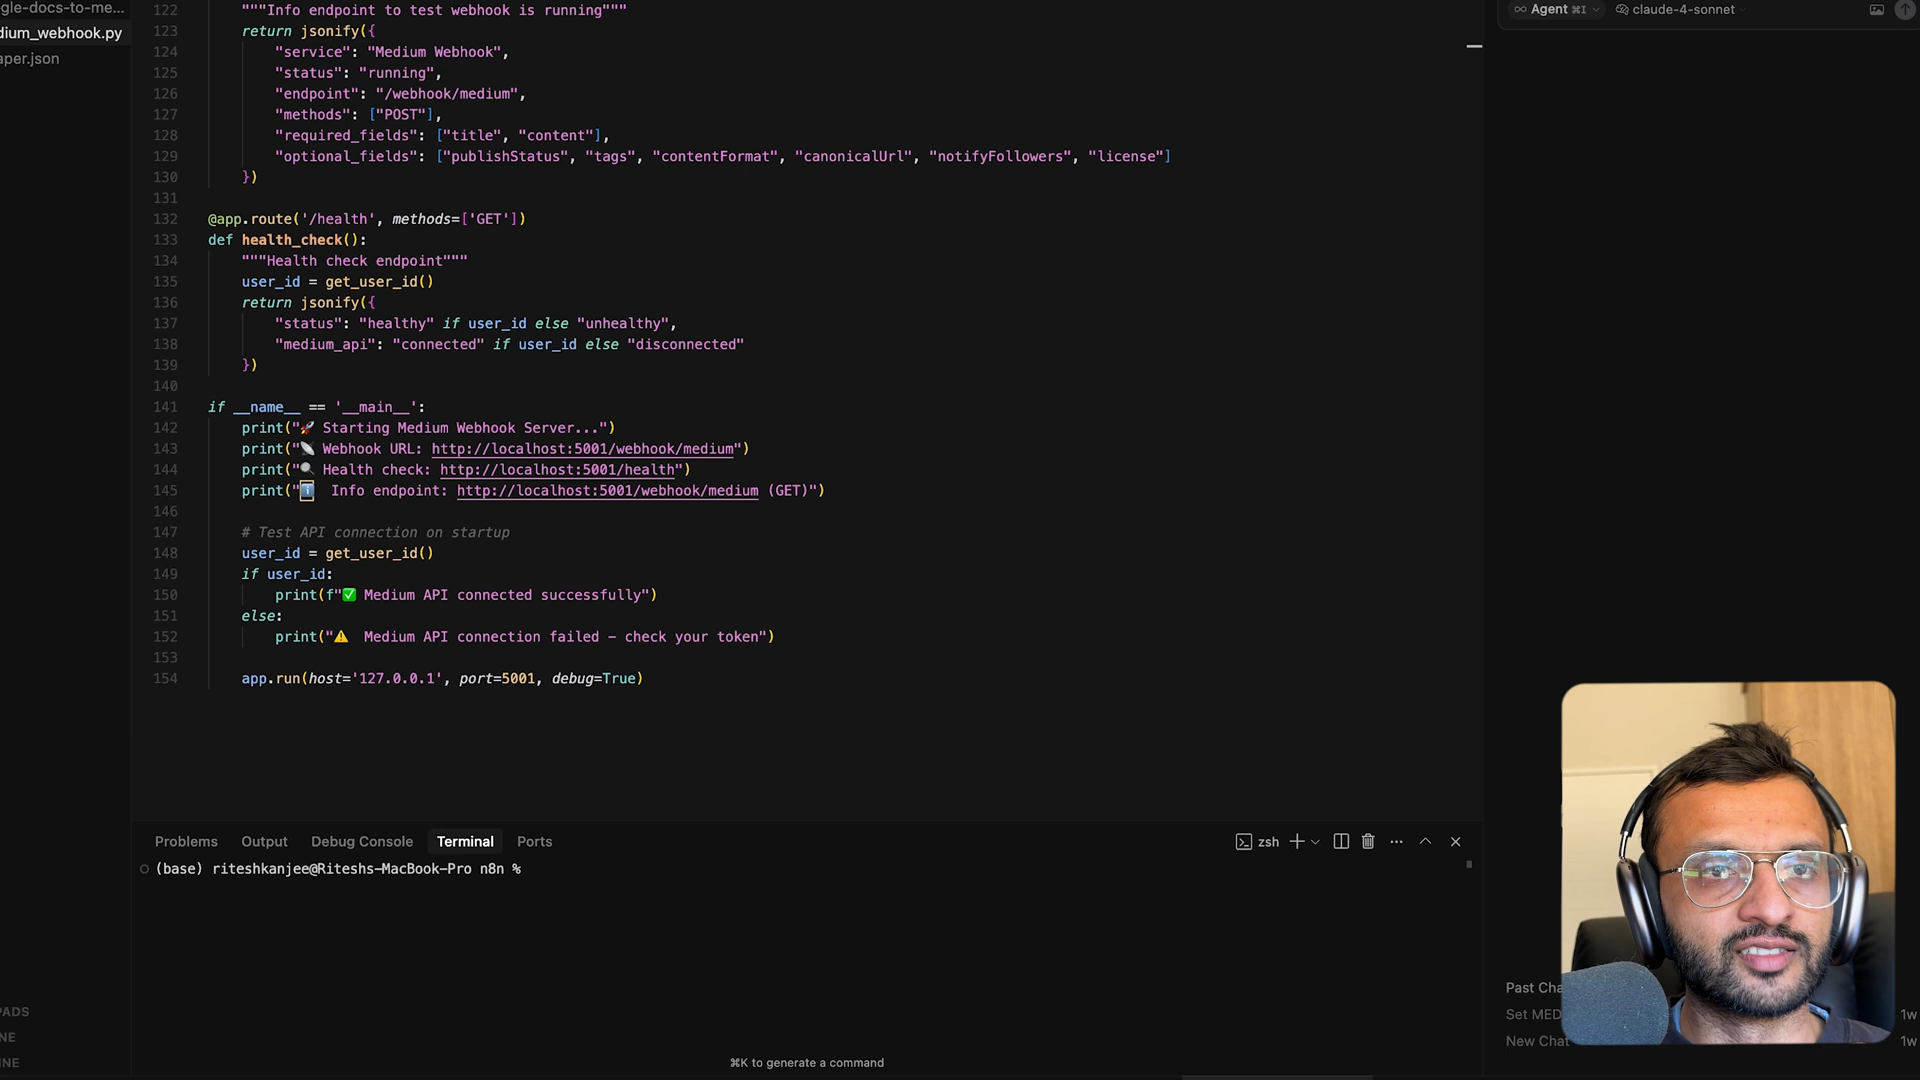 gle-docs-to-me...
dium_webhook.py
aper.json
PADS
NE
INE
122 """Info endpoint to test webhook is running"""
123 return jsonify({
124 "service": "Medium Webhook",
125 "status": "running",
126 "endpoint": "/webhook/medium",
127 "methods": ["POST"],
128 "required_fields": ["title", "content"],
129 "optional_fields": ["publishStatus", "tags", "contentFormat", "canonicalUrl", "notifyFollowers", "license"]
130 })
131
132 @app.route('/health', methods=['GET'])
133 def health_check():
134 """Health check endpoint"""
135 user_id = get_user_id()
136 return jsonify({
137 "status": "healthy" if user_id else "unhealthy",
138 "medium_api": "connected" if user_id else "disconnected"
139 })
140
141 if __name__ == '__main__':
142 print("🚀 Starting Medium Webhook Server...")
143 print("📡 Webhook URL: http://localhost:5001/webhook/medium")
144 print("🔍 Health check: http://localhost:5001/health")
145 print("ℹ️  Info endpoint: http://localhost:5001/webhook/medium (GET)")
146
147 # Test API connection on startup
148 user_id = get_user_id()
149 if user_id:
150 print(f"✅ Medium API connected successfully")
151 else:
152 print("⚠️  Medium API connection failed - check your token")
153
154 app.run(host='127.0.0.1', port=5001, debug=True)
Problems Output Debug Console Terminal Ports
zsh
(base) riteshkanjee@Riteshs-MacBook-Pro n8n %
⌘K to generate a command
∞ Agent ⌘I claude-4-sonnet
Past Cha
Set MED 1w
New Chat 1w